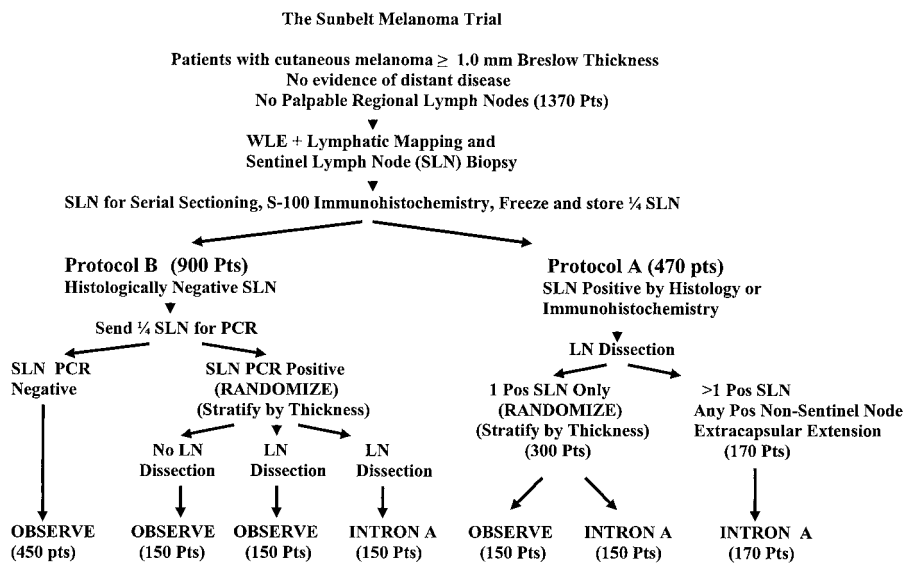 The Sunbelt Melanoma Trial
Patients with cutaneous melanoma ≥ 1.0 mm Breslow Thickness
No evidence of distant disease
No Palpable Regional Lymph Nodes (1370 Pts)
WLE + Lymphatic Mapping and
Sentinel Lymph Node (SLN) Biopsy
SLN for Serial Sectioning, S-100 Immunohistochemistry, Freeze and store ¼ SLN
Protocol B (900 Pts)
Histologically Negative SLN
Send ¼ SLN for PCR
SLN PCR
Negative
SLN PCR Positive
(RANDOMIZE)
(Stratify by Thickness)
No LN
Dissection
LN
Dissection
LN
Dissection
OBSERVE
(450 pts)
OBSERVE
(150 Pts)
OBSERVE
(150 Pts)
INTRON A
(150 Pts)
Protocol A (470 pts)
SLN Positive by Histology or
Immunohistochemistry
LN Dissection
1 Pos SLN Only
(RANDOMIZE)
(Stratify by Thickness)
(300 Pts)
>1 Pos SLN
Any Pos Non-Sentinel Node
Extracapsular Extension
(170 Pts)
OBSERVE
(150 Pts)
INTRON A
(150 Pts)
INTRON A
(170 Pts)